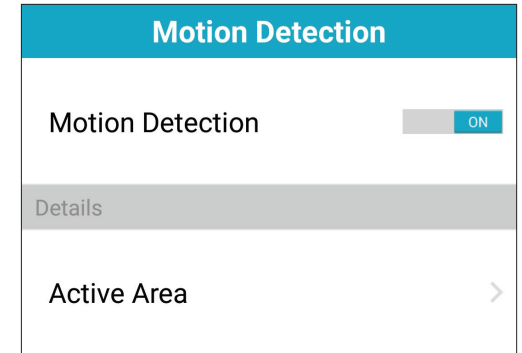 Motion Detection
Motion Detection ON
Details
Active Area